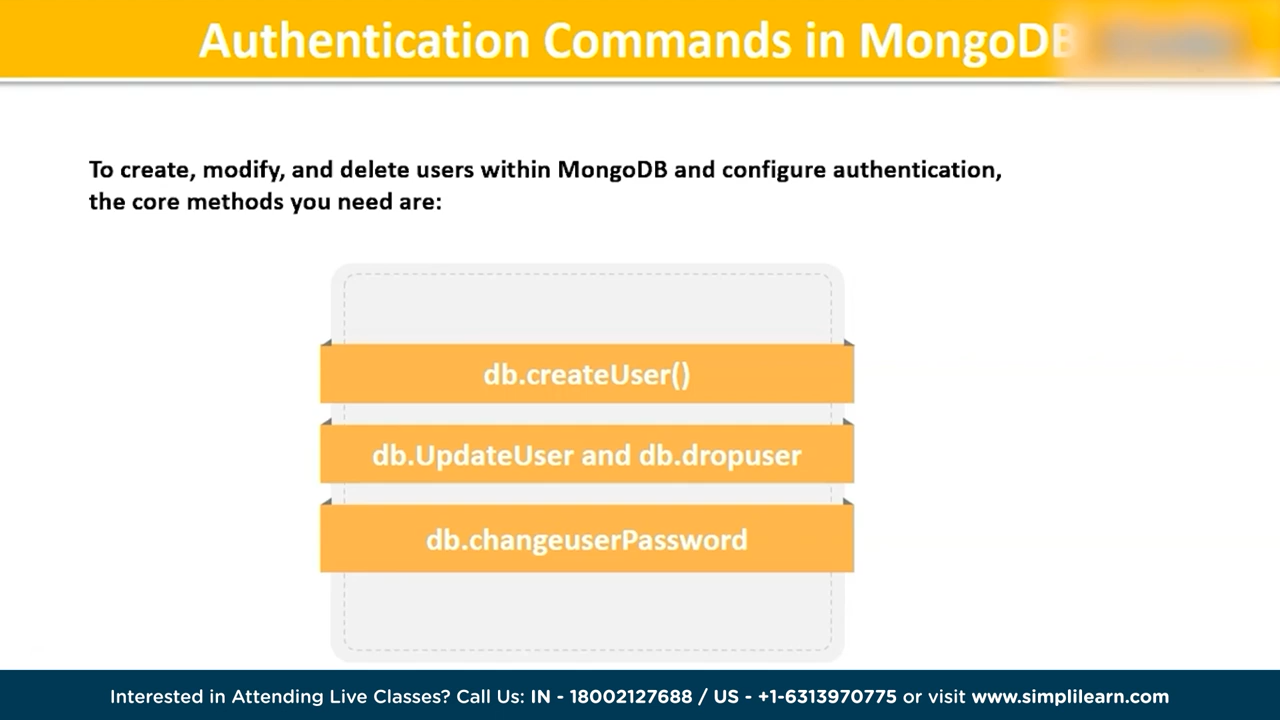 Authentication Commands in MongoDB
To create, modify, and delete users within MongoDB and configure authentication,
the core methods you need are:
db.createUser()
db.UpdateUser and db.dropuser
db.changeuserPassword
Interested in Attending Live Classes? Call Us: IN - 18002127688 / US - +1-6313970775 or visit www.simplilearn.com